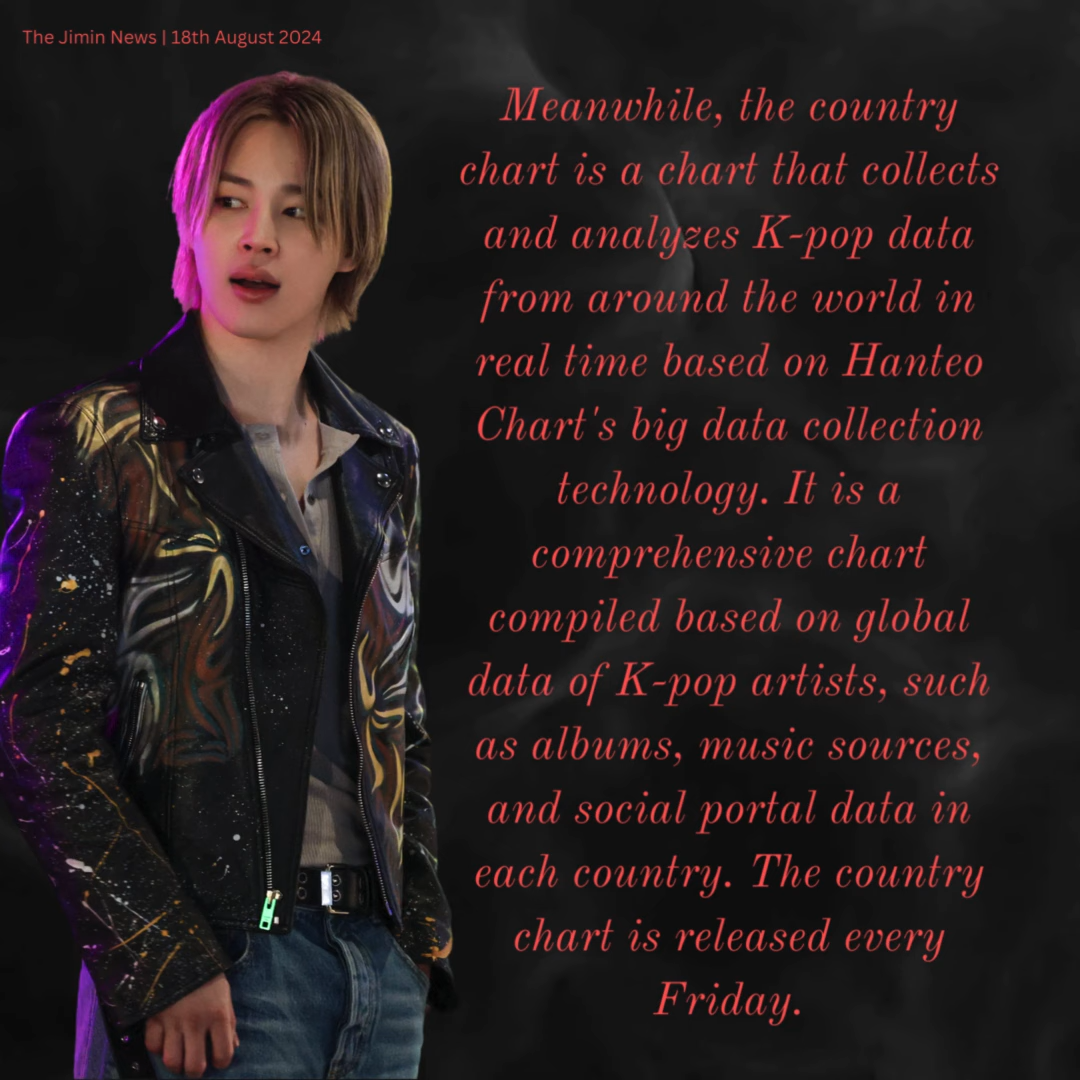 The Jimin News | 18th August 2024
Meanwhile, the country
chart is a chart that collects
and analyzes K-pop data
from around the world in
real time based on Hanteo
Chart's big data collection
technology. It is a
comprehensive chart
compiled based on global
data of K-pop artists, such
as albums, music sources,
and social portal data in
each country. The country
chart is released every
Friday.